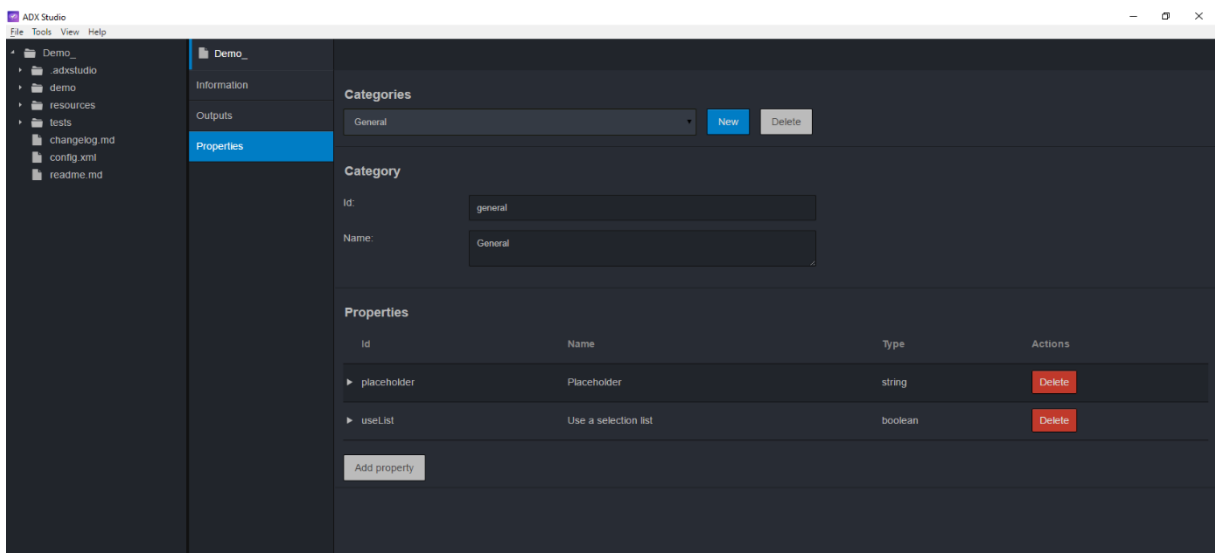 ADX Studio
File Tools View Help
Demo_
.adxstudio
demo
resources
tests
changelog.md
config.xml
readme.md
Demo_
Information
Outputs
Properties
Categories
General
New
Delete
Category
Id:
general
Name:
General
Properties
Id Name Type Actions
placeholder Placeholder string Delete
useList Use a selection list boolean Delete
Add property